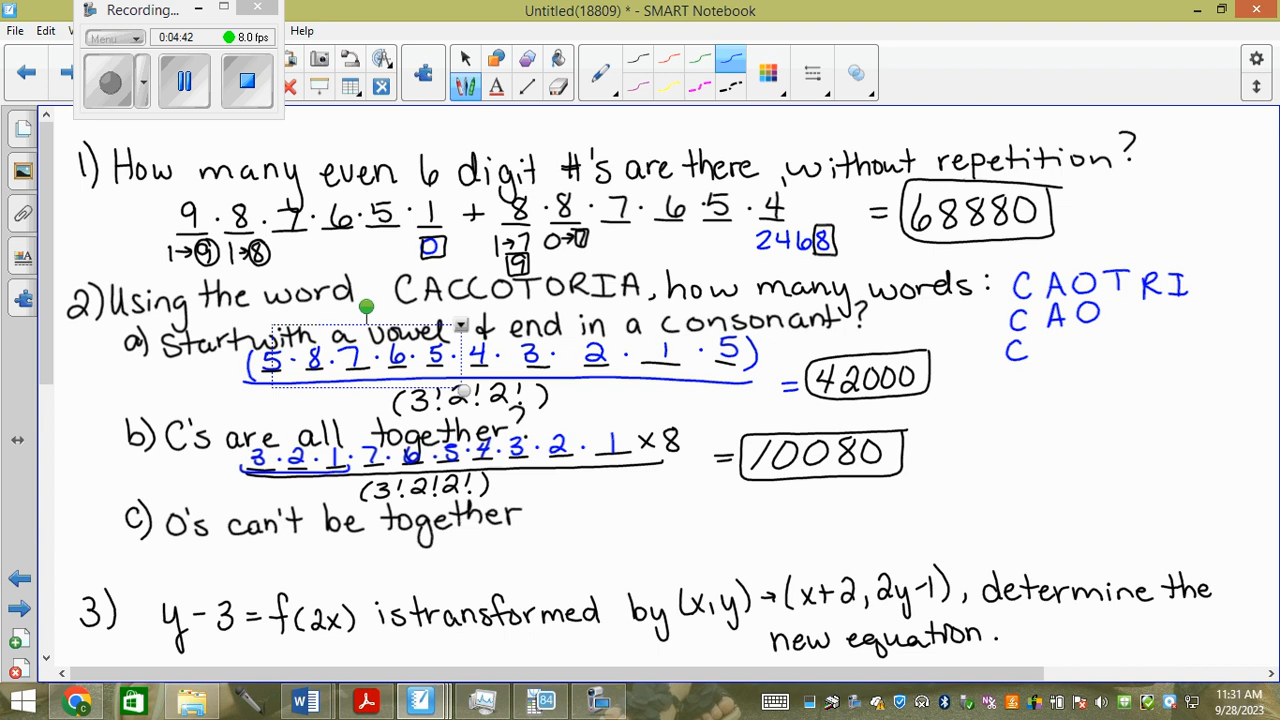 Untitled(18809) * - SMART Notebook
Recording...
Menu
0:04:42
8.0 fps
File
Help
1) How many even 6 digit #'s are there, without repetition?
9 · 8 · 7 · 6 · 5 · 1 + 8 · 8 · 7 · 6 · 5 · 4 = 68880
1→9 1→8 0 1→7 0→7 2 4 6 8
9
2) Using the word CACCOTORIA, how many words: C A O T R I
C A O
a) Start with a vowel & end in a consonant?
C
(5 · 8 · 7 · 6 · 5 · 4 · 3 · 2 · 1 · 5) = 42000
(3! 2! 2!)
b) C's are all together?
3 · 2 · 1 · 7 · 6 · 5 · 4 · 3 · 2 · 1 × 8 = 10080
(3! 2! 2!)
c) O's can't be together
3) y - 3 = f(2x) is transformed by (x,y) → (x+2, 2y-1), determine the
new equation.
84
11:31 AM
9/28/2023